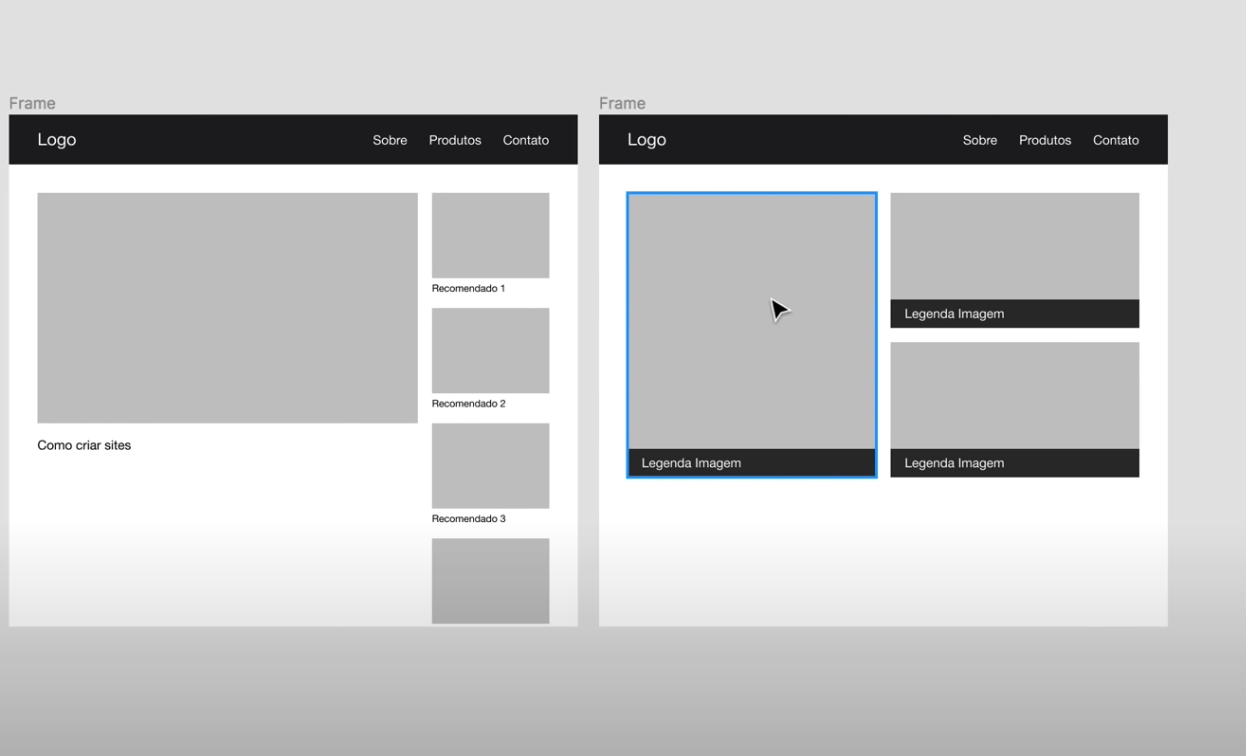 Frame
Logo Sobre Produtos Contato
Recomendado 1
Recomendado 2
Como criar sites
Recomendado 3
Frame
Logo Sobre Produtos Contato
Legenda Imagem
Legenda Imagem
Legenda Imagem